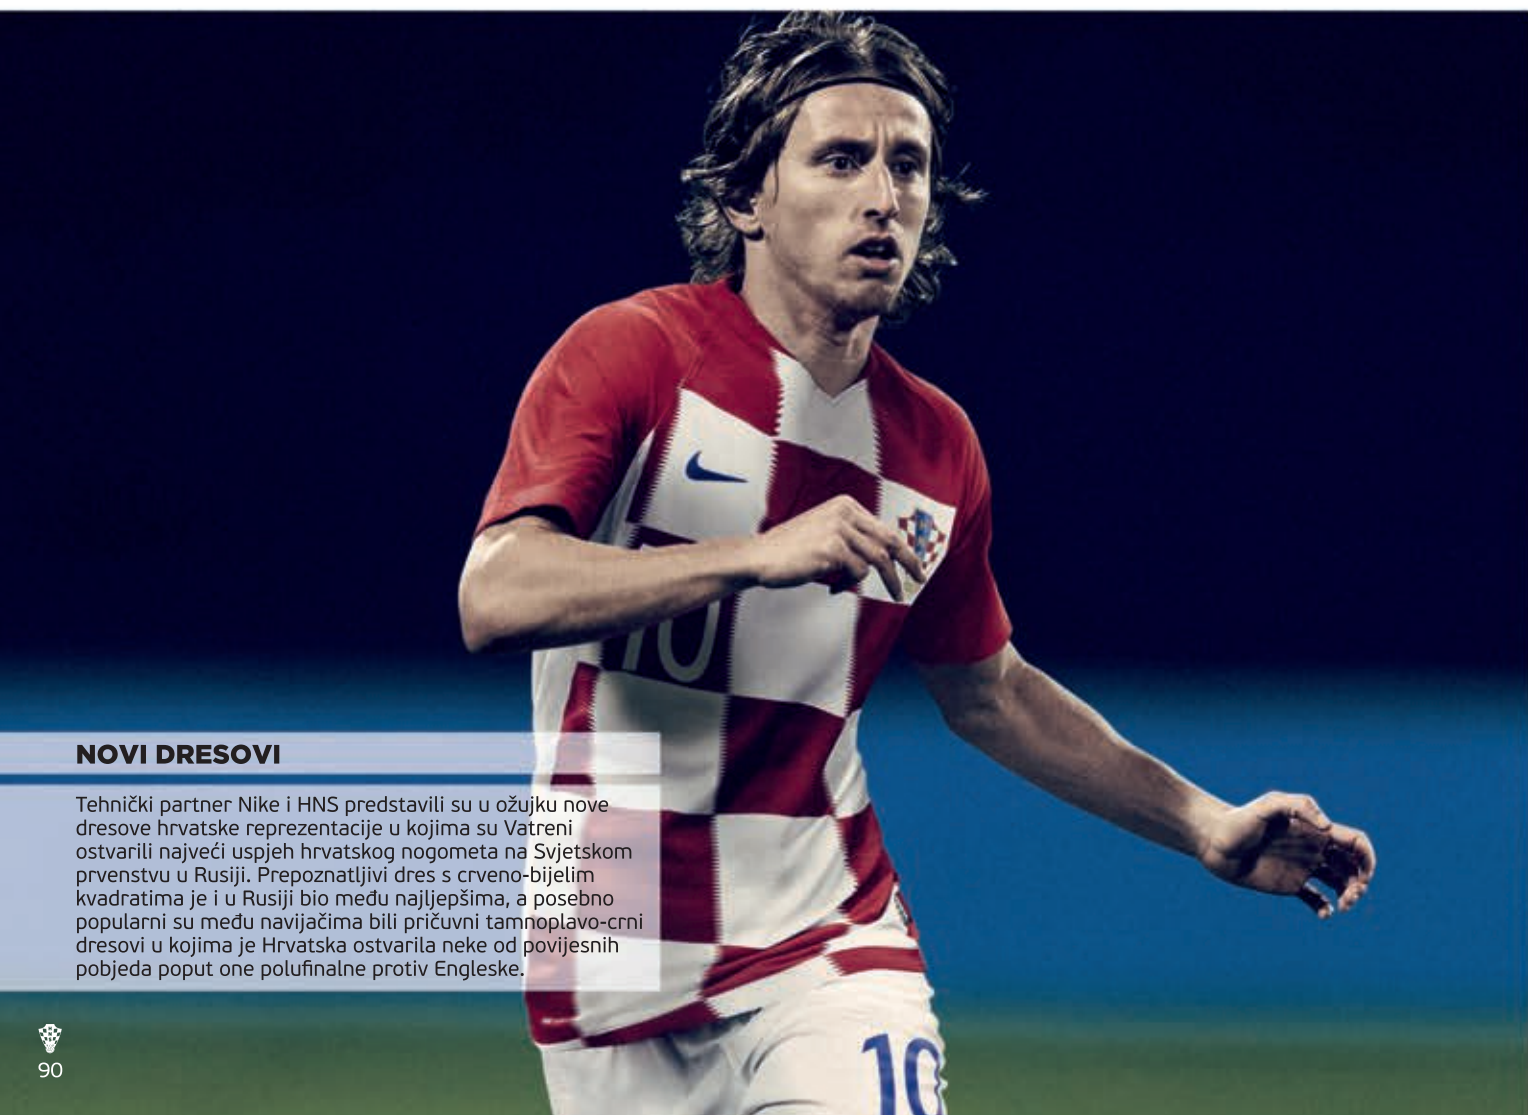 10
NOVI DRESOVI
Tehnički partner Nike i HNS predstavili su u ožujku nove
dresove hrvatske reprezentacije u kojima su Vatreni
ostvarili najveći uspjeh hrvatskog nogometa na Svjetskom
prvenstvu u Rusiji. Prepoznatljivi dres s crveno-bijelim
kvadratima je i u Rusiji bio među najljepšima, a posebno
popularni su među navijačima bili pričuvni tamnoplavo-crni
dresovi u kojima je Hrvatska ostvarila neke od povijesnih
pobjeda poput one polufinalne protiv Engleske.
90
10